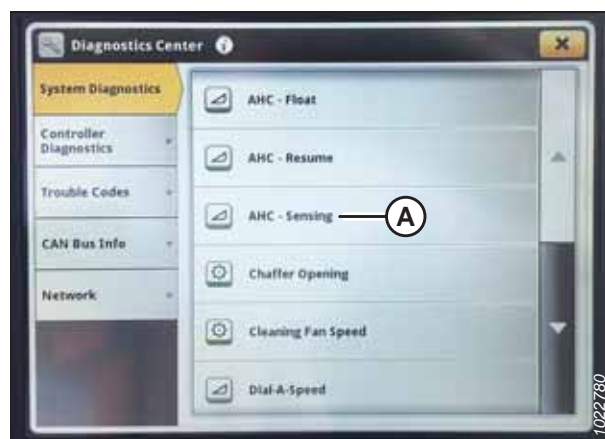 Diagnostics Center
System Diagnostics
AHC - Float
Controller
Diagnostics
AHC - Resume
Trouble Codes
AHC - Sensing
A
CAN Bus Info
Chaffer Opening
Network
Cleaning Fan Speed
Dial-A-Speed
1022780